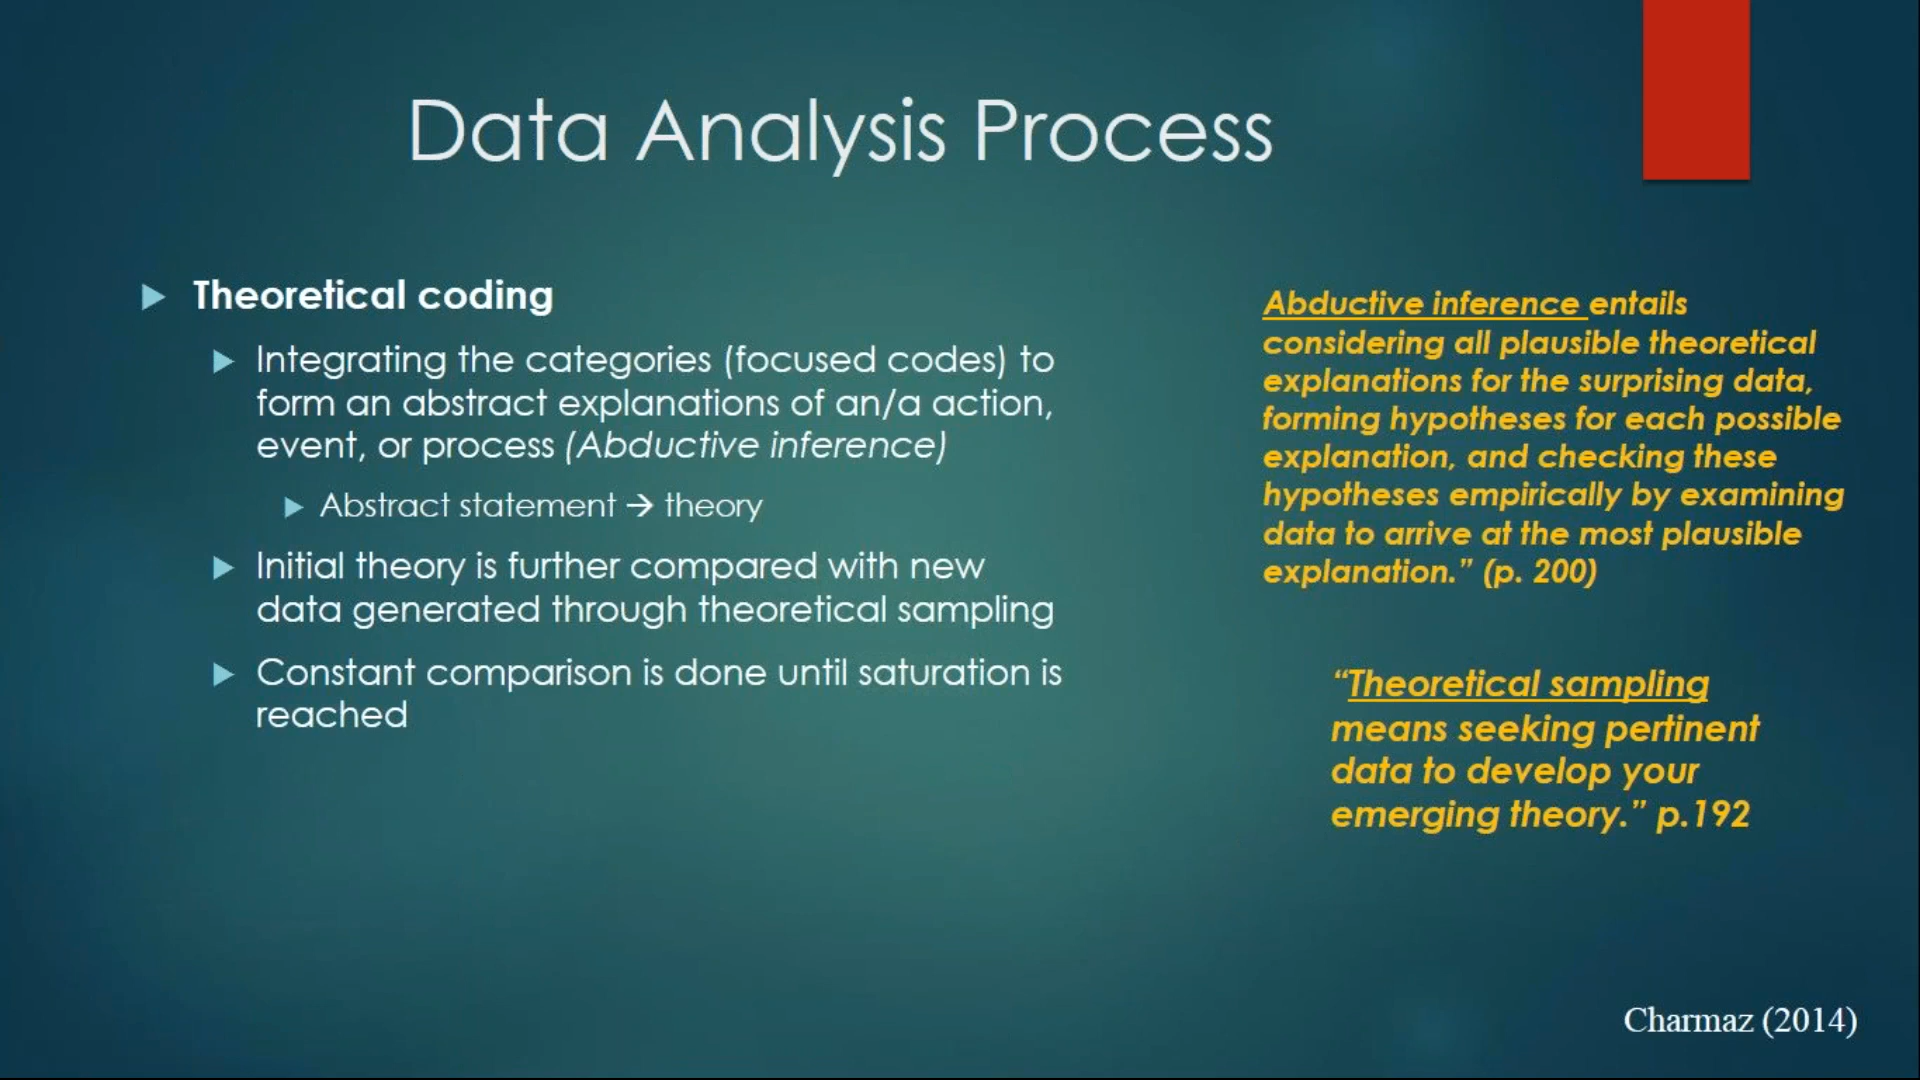 Data Analysis Process
Theoretical coding
Integrating the categories (focused codes) to
form an abstract explanations of an/a action,
event, or process (Abductive inference)
Abstract statement → theory
Initial theory is further compared with new
data generated through theoretical sampling
Constant comparison is done until saturation is
reached
Abductive inference entails
considering all plausible theoretical
explanations for the surprising data,
forming hypotheses for each possible
explanation, and checking these
hypotheses empirically by examining
data to arrive at the most plausible
explanation.” (p. 200)
“Theoretical sampling
means seeking pertinent
data to develop your
emerging theory.” p.192
Charmaz (2014)